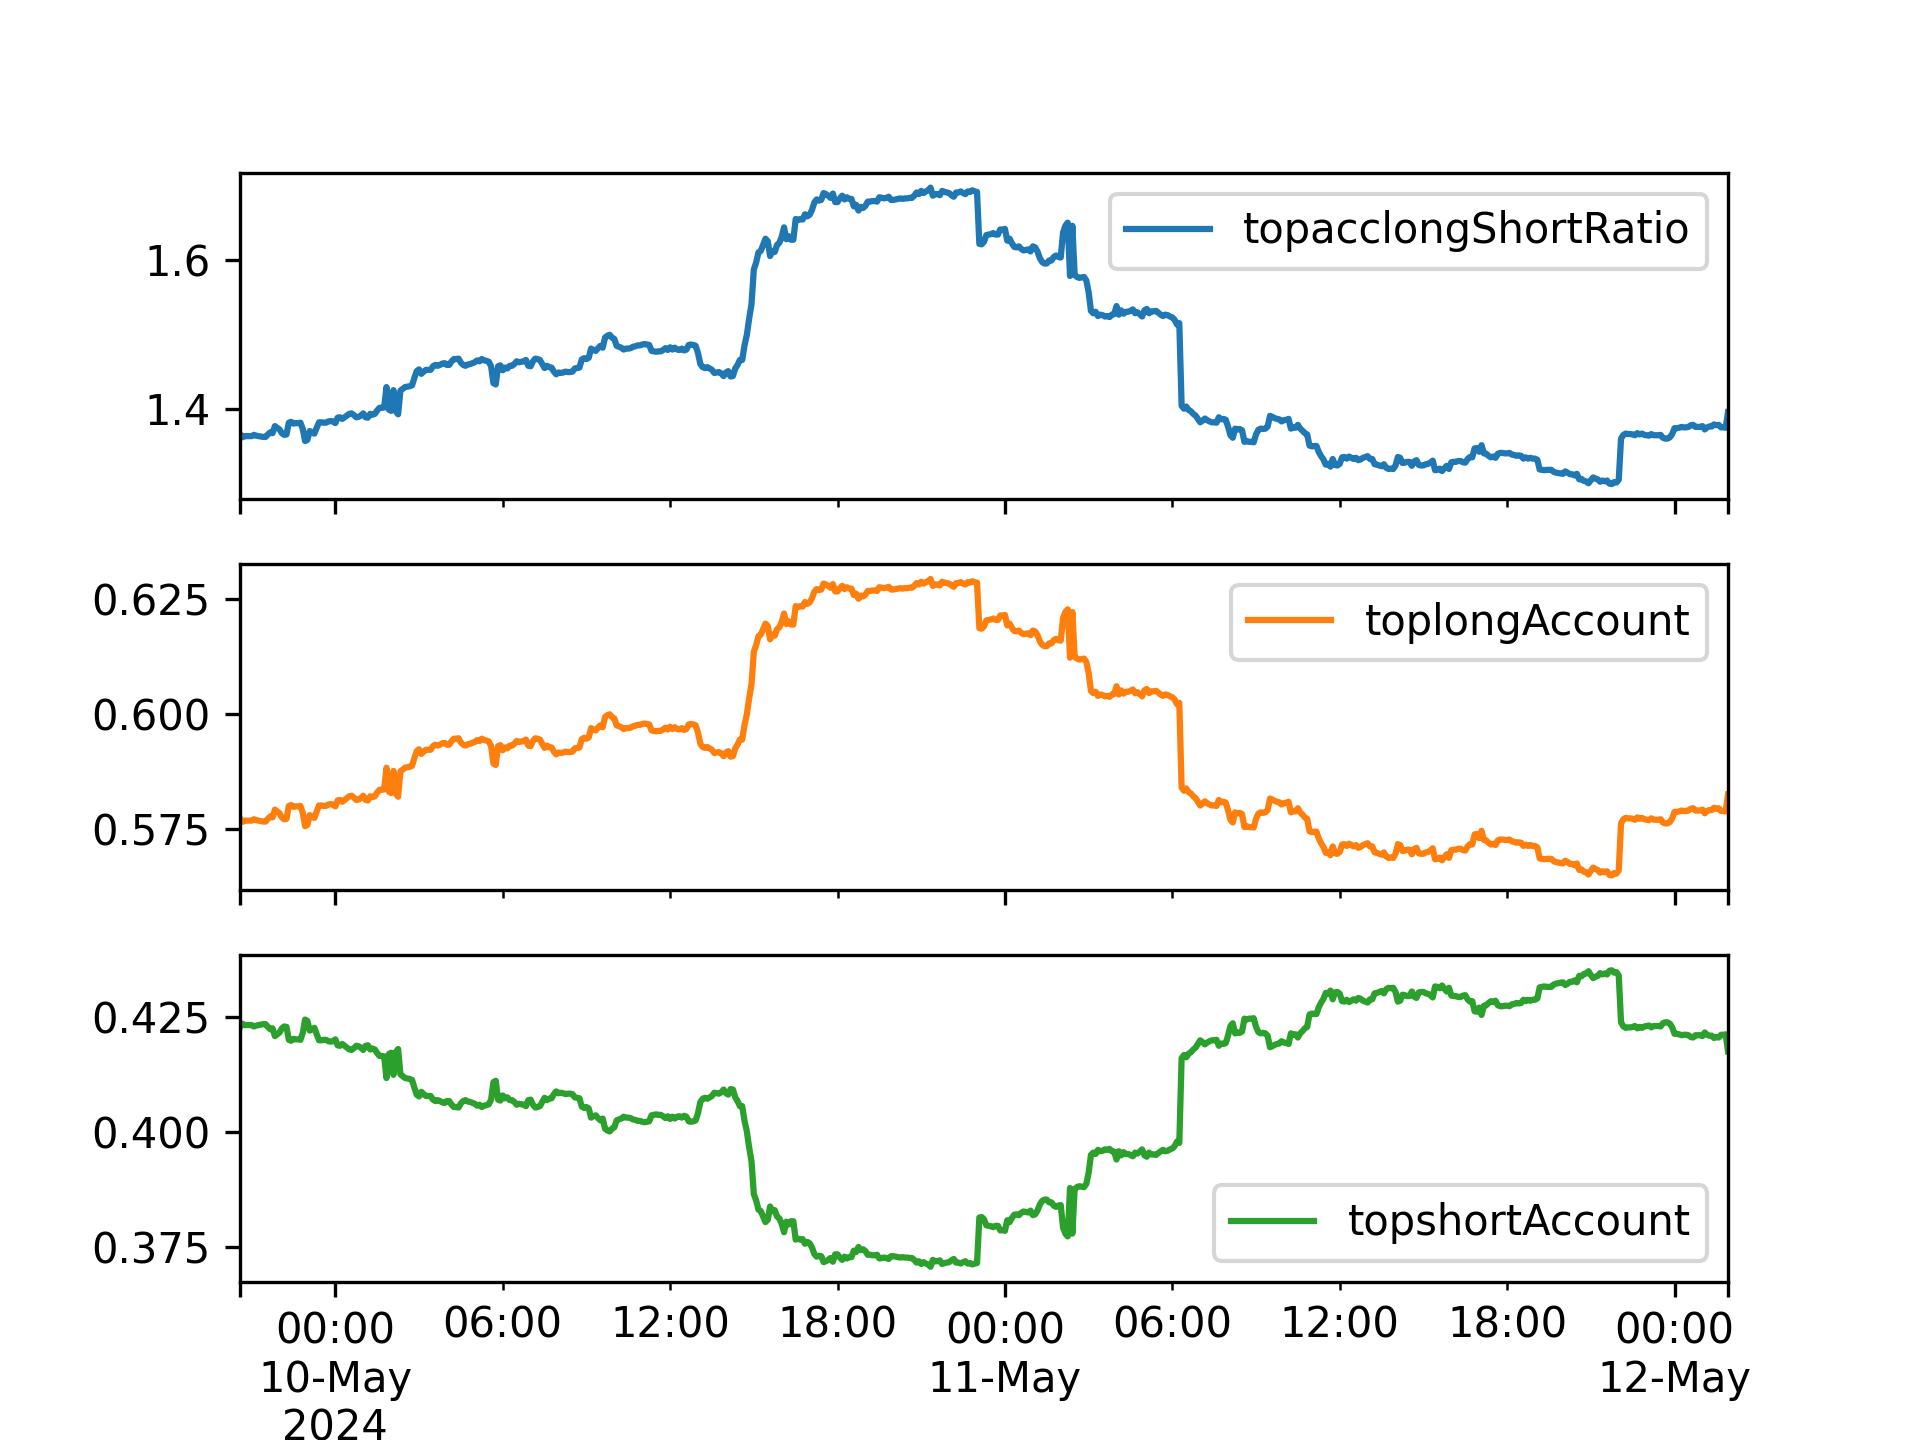 topacclongShortRatio
1.6
1.4
toplongAccount
0.625
0.600
0.575
topshortAccount
0.425
0.400
0.375
00:00 06:00 12:00 18:00 00:00 06:00 12:00 18:00 00:00
10-May 11-May 12-May
2024